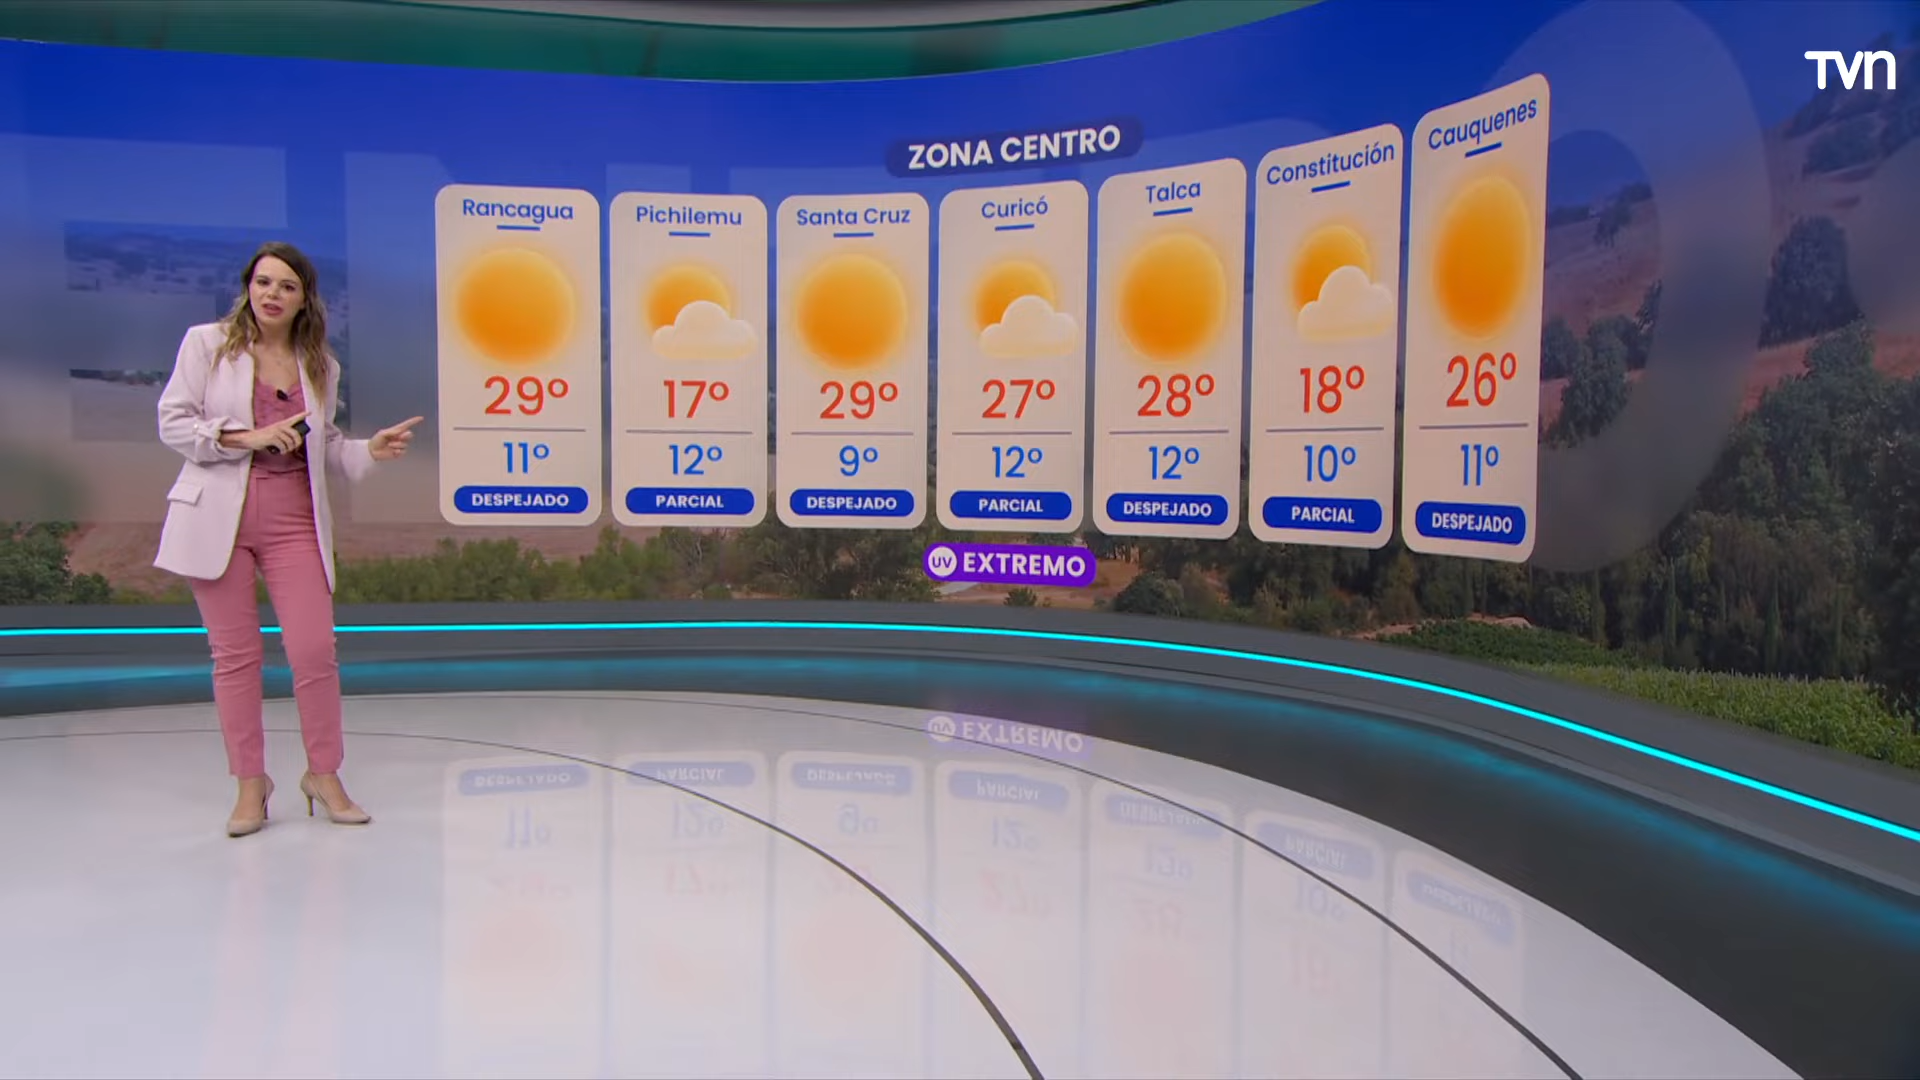 TVN
ZONA CENTRO
Rancagua
29°
11°
DESPEJADO
Pichilemu
17°
12°
PARCIAL
Santa Cruz
29°
9°
DESPEJADO
Curicó
27°
12°
PARCIAL
Talca
28°
12°
DESPEJADO
Constitución
18°
10°
PARCIAL
Cauquenes
26°
11°
DESPEJADO
UV EXTREMO